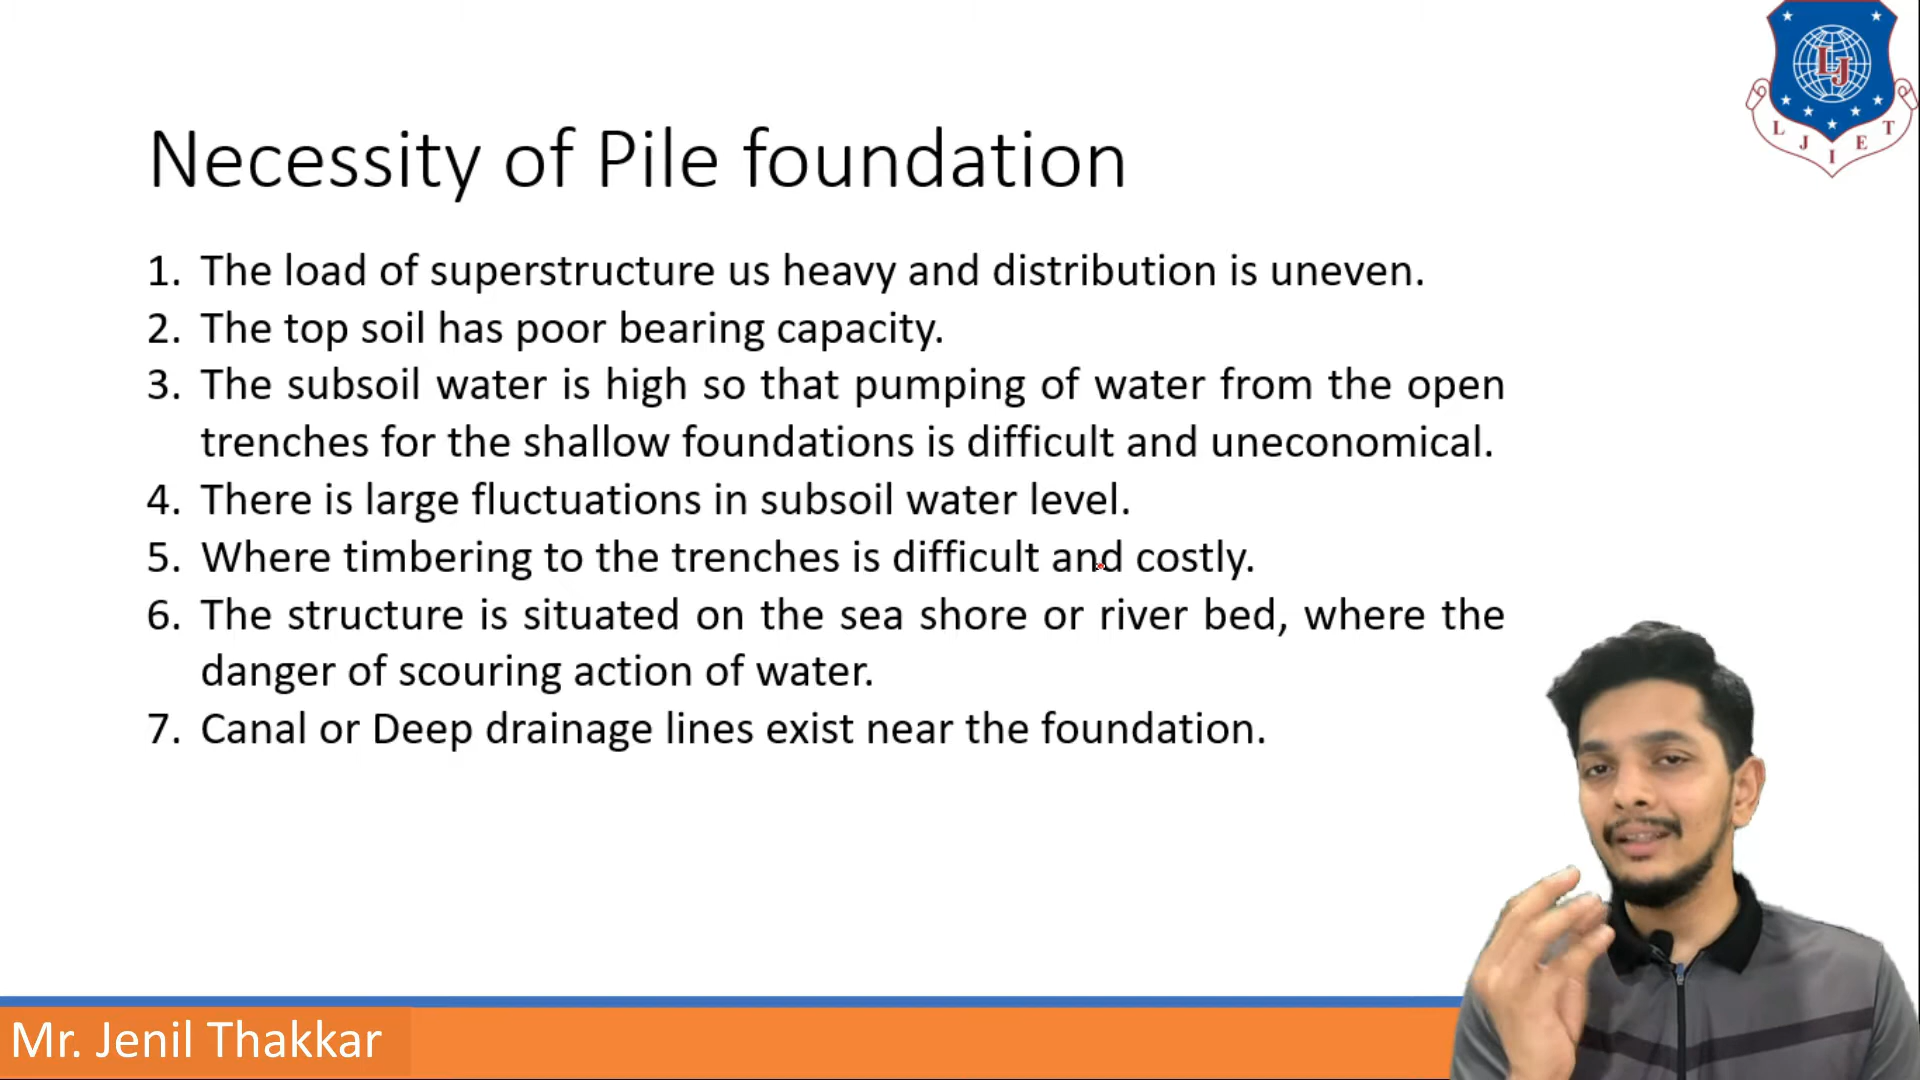 LJ
L J I E T
Necessity of Pile foundation
1. The load of superstructure us heavy and distribution is uneven.
2. The top soil has poor bearing capacity.
3. The subsoil water is high so that pumping of water from the open
trenches for the shallow foundations is difficult and uneconomical.
4. There is large fluctuations in subsoil water level.
5. Where timbering to the trenches is difficult and costly.
6. The structure is situated on the sea shore or river bed, where the
danger of scouring action of water.
7. Canal or Deep drainage lines exist near the foundation.
Mr. Jenil Thakkar